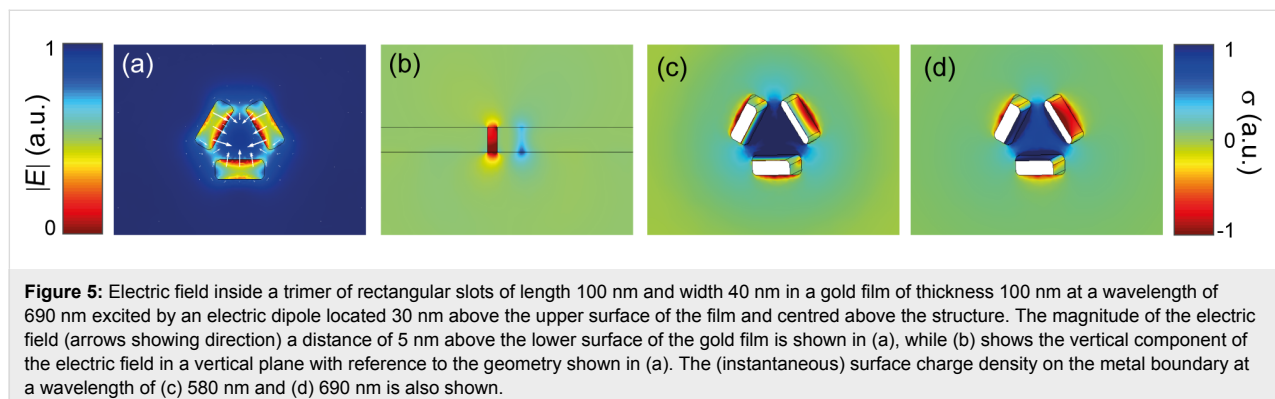 1
(a)
(b)
(c)
(d)
1
|E| (a.u.)
σ (a.u.)
0
0
-1
Figure 5: Electric field inside a trimer of rectangular slots of length 100 nm and width 40 nm in a gold film of thickness 100 nm at a wavelength of
690 nm excited by an electric dipole located 30 nm above the upper surface of the film and centred above the structure. The magnitude of the electric
field (arrows showing direction) a distance of 5 nm above the lower surface of the gold film is shown in (a), while (b) shows the vertical component of
the electric field in a vertical plane with reference to the geometry shown in (a). The (instantaneous) surface charge density on the metal boundary at
a wavelength of (c) 580 nm and (d) 690 nm is also shown.